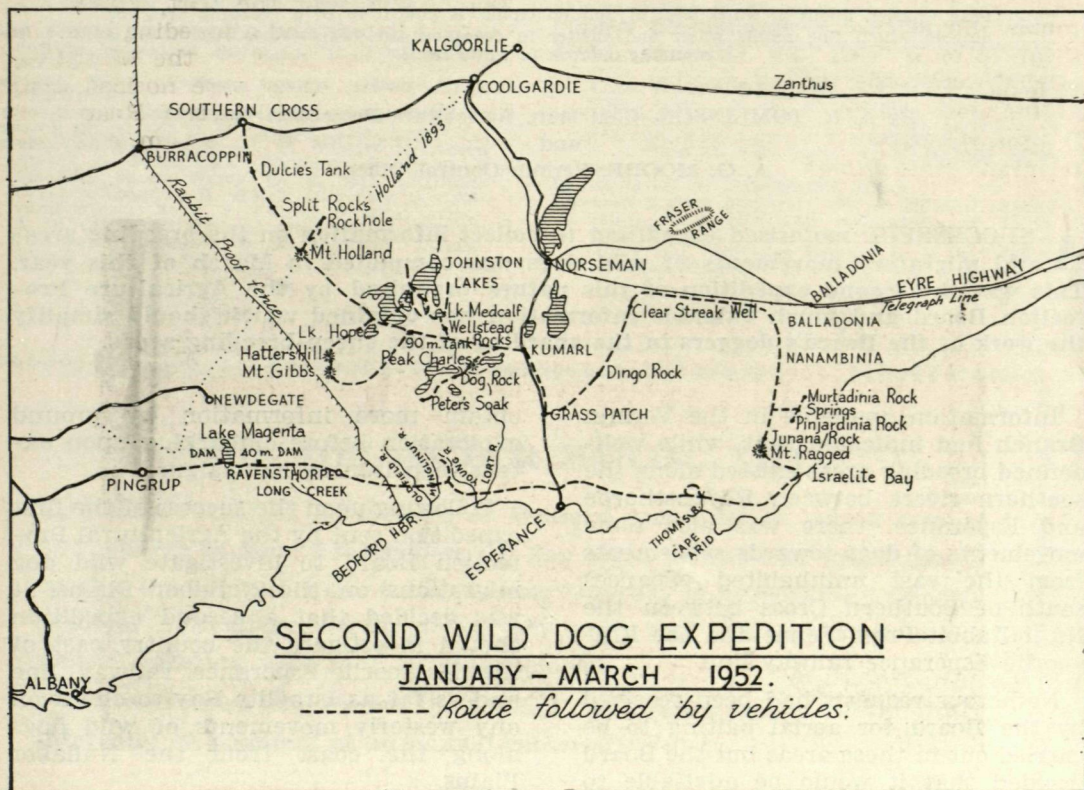 KALGOORLIE
COOLGARDIE
Zanthus
SOUTHERN CROSS
BURRACOPPIN
Dulcie's Tank
Holland 1893
Rabbit Proof fence
Split Rocks
Rockhole
Mt. Holland
FRASER
RANGE
JOHNSTON
LAKES
NORSEMAN
BALLADONIA
EYRE HIGHWAY
Telegraph Line
Lk. Medcalf
Clear Streak Well
BALLADONIA
Lk. Hope
Wellstead
Rocks
90m. Tank
KUMARL
NANAMBINIA
Hatters Hill
Mt. Gibbs
Peak Charles
Dog Rock
Dingo Rock
Peters Soak
Murtadinia Rock
Springs
Pinjardinia Rock
NEWDEGATE
GRASS PATCH
Lake Magenta
Junana Rock
Mt. Ragged
DAM
40m. DAM
PINGRUP
RAVENSTHORPE
LONG CREEK
OLDFIELD R.
MUNGLINUP R.
YOUNG R.
LORT R.
Israelite Bay
BEDFORD HBR.
ESPERANCE
THOMAS R.
CAPE
ARID
SECOND WILD DOG EXPEDITION
JANUARY – MARCH 1952.
Route followed by vehicles.
ALBANY